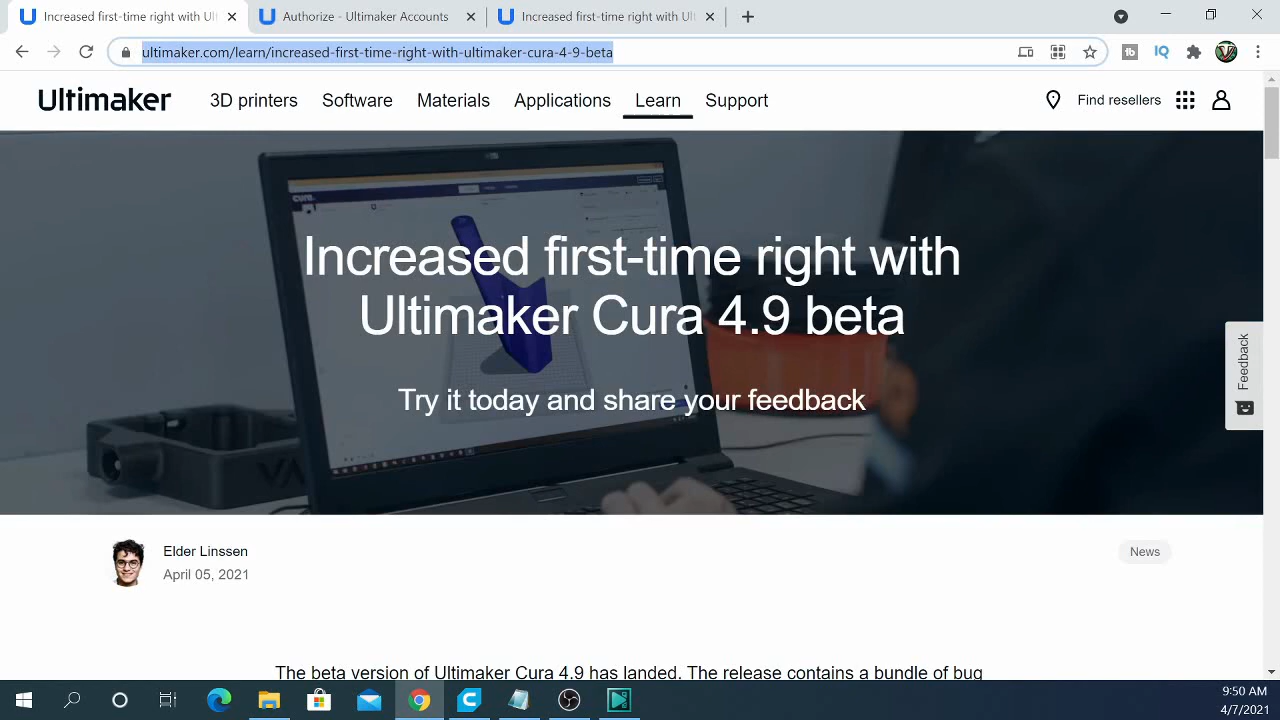 Increased first-time right with Ul
Authorize - Ultimaker Accounts
Increased first-time right with Ul
ultimaker.com/learn/increased-first-time-right-with-ultimaker-cura-4-9-beta
tb
IQ
Ultimaker
3D printers
Software
Materials
Applications
Learn
Support
Find resellers
cura.
Increased first-time right with
Ultimaker Cura 4.9 beta
Try it today and share your feedback
Feedback
Elder Linssen
April 05, 2021
News
The beta version of Ultimaker Cura 4.9 has landed. The release contains a bundle of bug
9:50 AM
4/7/2021